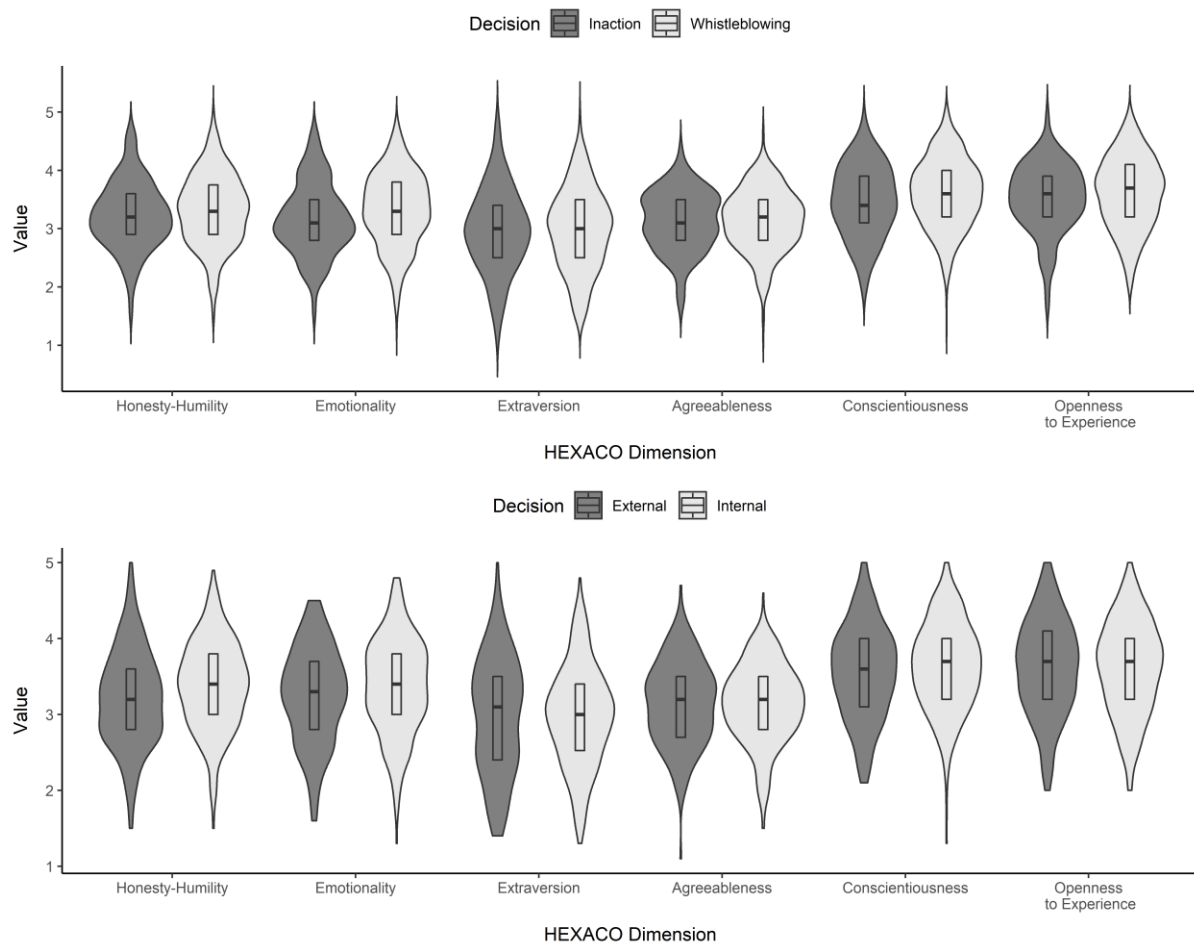 Decision Inaction Whistleblowing
5
4
3
2
1
Value
Honesty-Humility Emotionality Extraversion Agreeableness Conscientiousness Openness
to Experience
HEXACO Dimension
Decision External Internal
5
4
3
2
1
Value
Honesty-Humility Emotionality Extraversion Agreeableness Conscientiousness Openness
to Experience
HEXACO Dimension